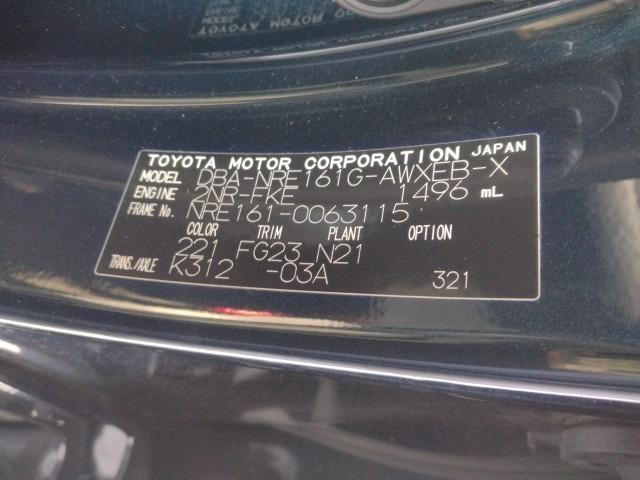 TOYOTA MOTOR CORPORATION JAPAN
MODEL DBA-NRE161G-AWXEB-X
ENGINE 2NR-FKE 1496 mL
FRAME No. NRE161-0063115
COLOR TRIM PLANT OPTION
221 FG23 N21
TRANS./AXLE K312 -03A 321